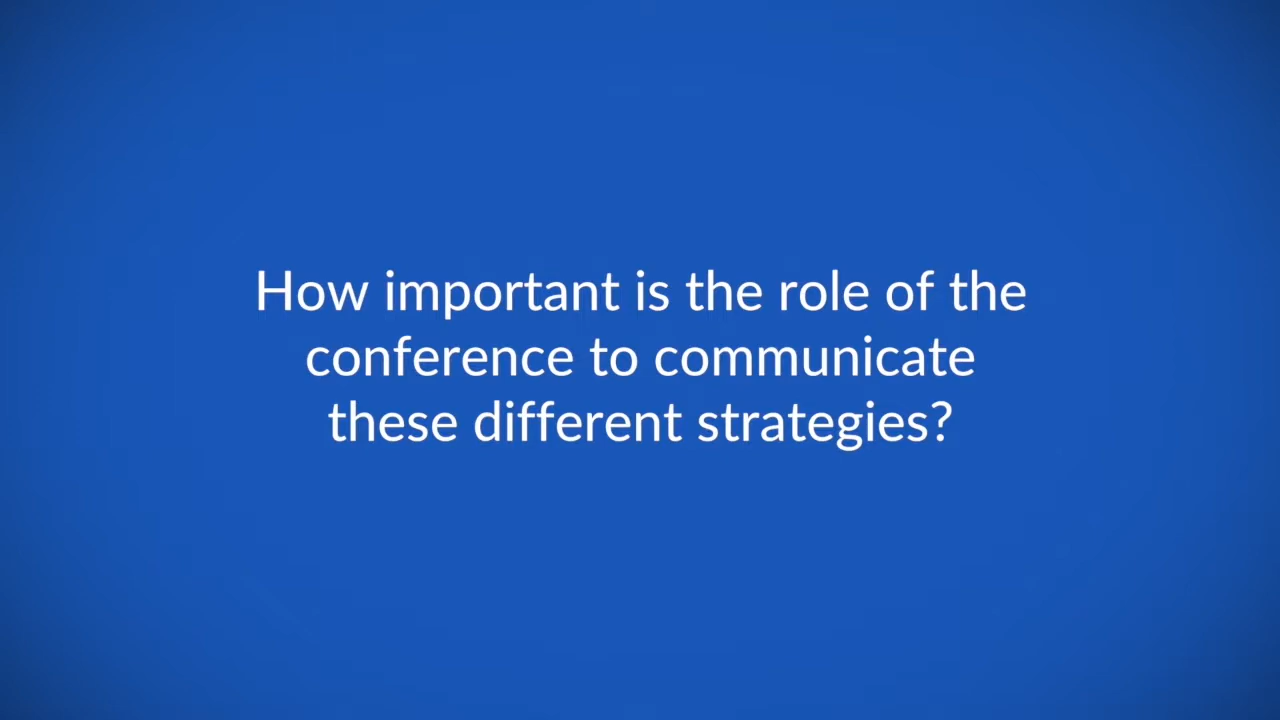 How important is the role of the
conference to communicate
these different strategies?